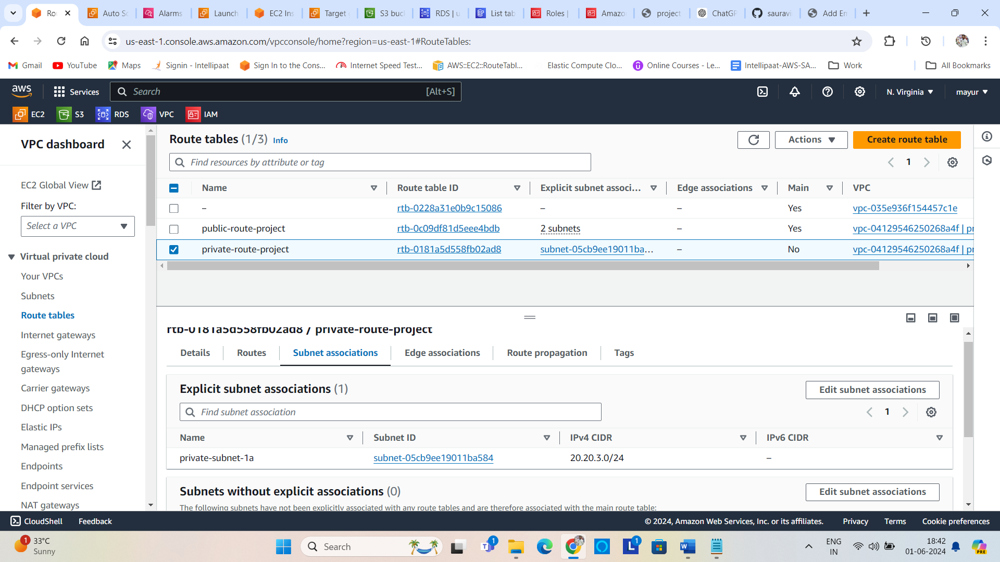 Rou
Auto Sc
Alarms
Launch
EC2 Ins
Target g
S3 buck
RDS | u
List tab
Roles |
Amazo
project
ChatGP
sauravi
Add Em
us-east-1.console.aws.amazon.com/vpcconsole/home?region=us-east-1#RouteTables:
Gmail
YouTube
Maps
Signin - Intellipaat
Sign In to the Cons...
Internet Speed Test...
AWS::EC2::RouteTabl...
Elastic Compute Clo...
Online Courses - Le...
Intellipaat-AWS-SA...
Work
All Bookmarks
aws
Services
Search
[Alt+S]
N. Virginia
mayur
EC2
S3
RDS
VPC
IAM
VPC dashboard
EC2 Global View
Filter by VPC:
Select a VPC
Virtual private cloud
Your VPCs
Subnets
Route tables
Internet gateways
Egress-only Internet
gateways
Carrier gateways
DHCP option sets
Elastic IPs
Managed prefix lists
Endpoints
Endpoint services
NAT gateways
Route tables (1/3) Info
Actions
Create route table
Find resources by attribute or tag
1
Name Route table ID Explicit subnet associ... Edge associations Main VPC
– rtb-0228a31e0b9c15086 – – Yes vpc-035e936f154457c1e
public-route-project rtb-0c09df81d5eee4bdb 2 subnets – Yes vpc-04129546250268a4f | pr
private-route-project rtb-0181a5d558fb02ad8 subnet-05cb9ee19011ba... – No vpc-04129546250268a4f | pr
rtb-0181a5d558fb02ad8 / private-route-project
Details
Routes
Subnet associations
Edge associations
Route propagation
Tags
Explicit subnet associations (1)
Edit subnet associations
Find subnet association
1
Name Subnet ID IPv4 CIDR IPv6 CIDR
private-subnet-1a subnet-05cb9ee19011ba584 20.20.3.0/24 –
Subnets without explicit associations (0)
Edit subnet associations
The following subnets have not been explicitly associated with any route tables and are therefore associated with the main route table:
CloudShell
Feedback
© 2024, Amazon Web Services, Inc. or its affiliates.
Privacy
Terms
Cookie preferences
1
33°C
Sunny
Search
1
1
ENG
IN
18:42
01-06-2024
PRE